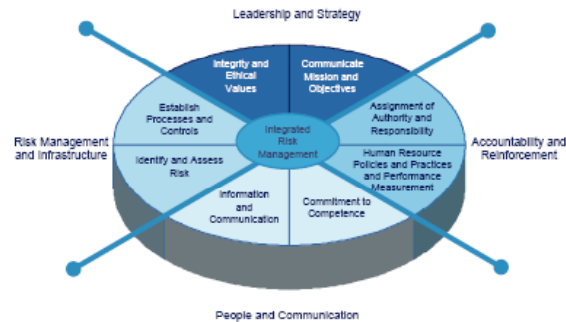 Leadership and Strategy
Integrity and
Ethical
Values
Communicate
Mission and
Objectives
Establish
Processes and
Controls
Assignment of
Authority and
Responsibility
Risk Management
and Infrastructure
Integrated
Risk
Management
Accountability and
Reinforcement
Identify and Assess
Risk
Human Resource
Policies and Practices
and Performance
Measurement
Information
and
Communication
Commitment to
Competence
People and Communication